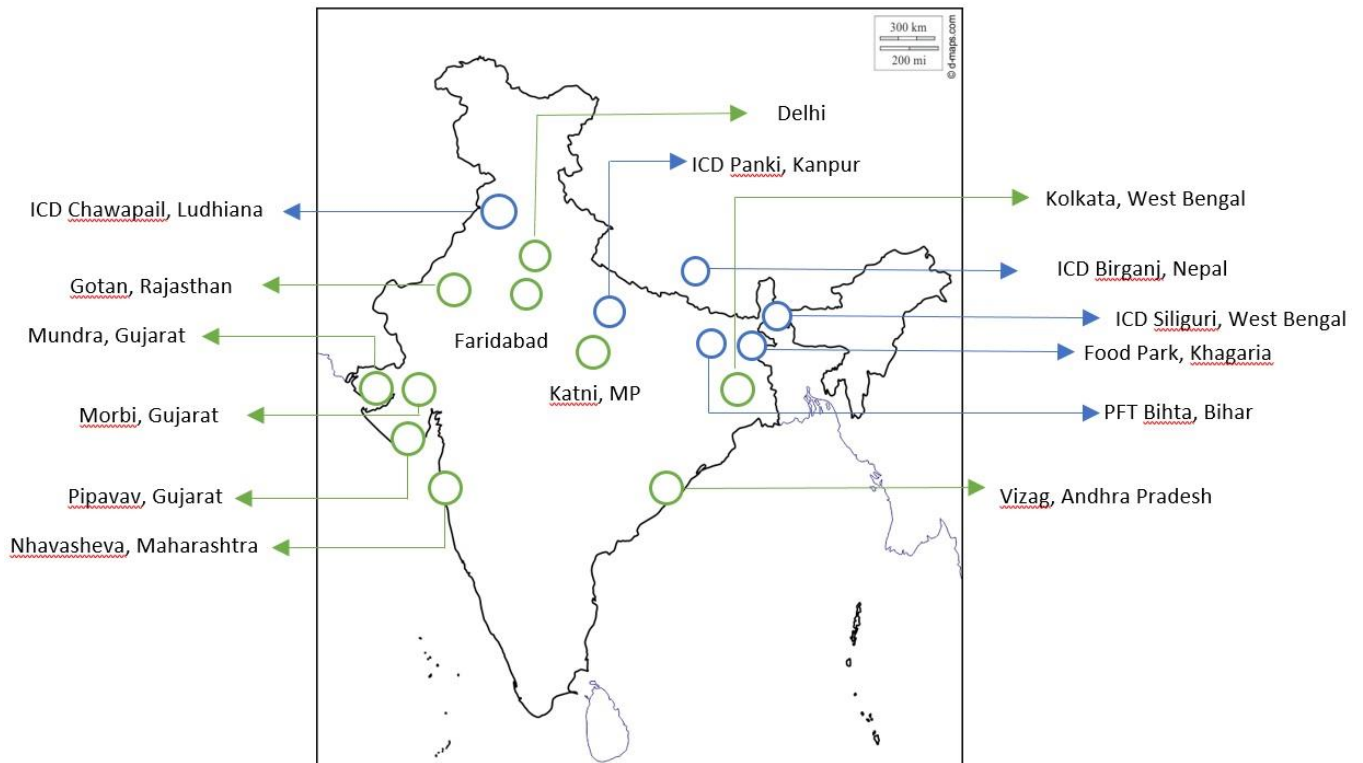 300 km
200 mi
© d-maps.com
Delhi
ICD Panki, Kanpur
Kolkata, West Bengal
ICD Chawapail, Ludhiana
ICD Birganj, Nepal
Gotan, Rajasthan
ICD Siliguri, West Bengal
Mundra, Gujarat
Faridabad
Food Park, Khagaria
Katni, MP
Morbi, Gujarat
PFT Bihta, Bihar
Pipavav, Gujarat
Vizag, Andhra Pradesh
Nhavasheva, Maharashtra